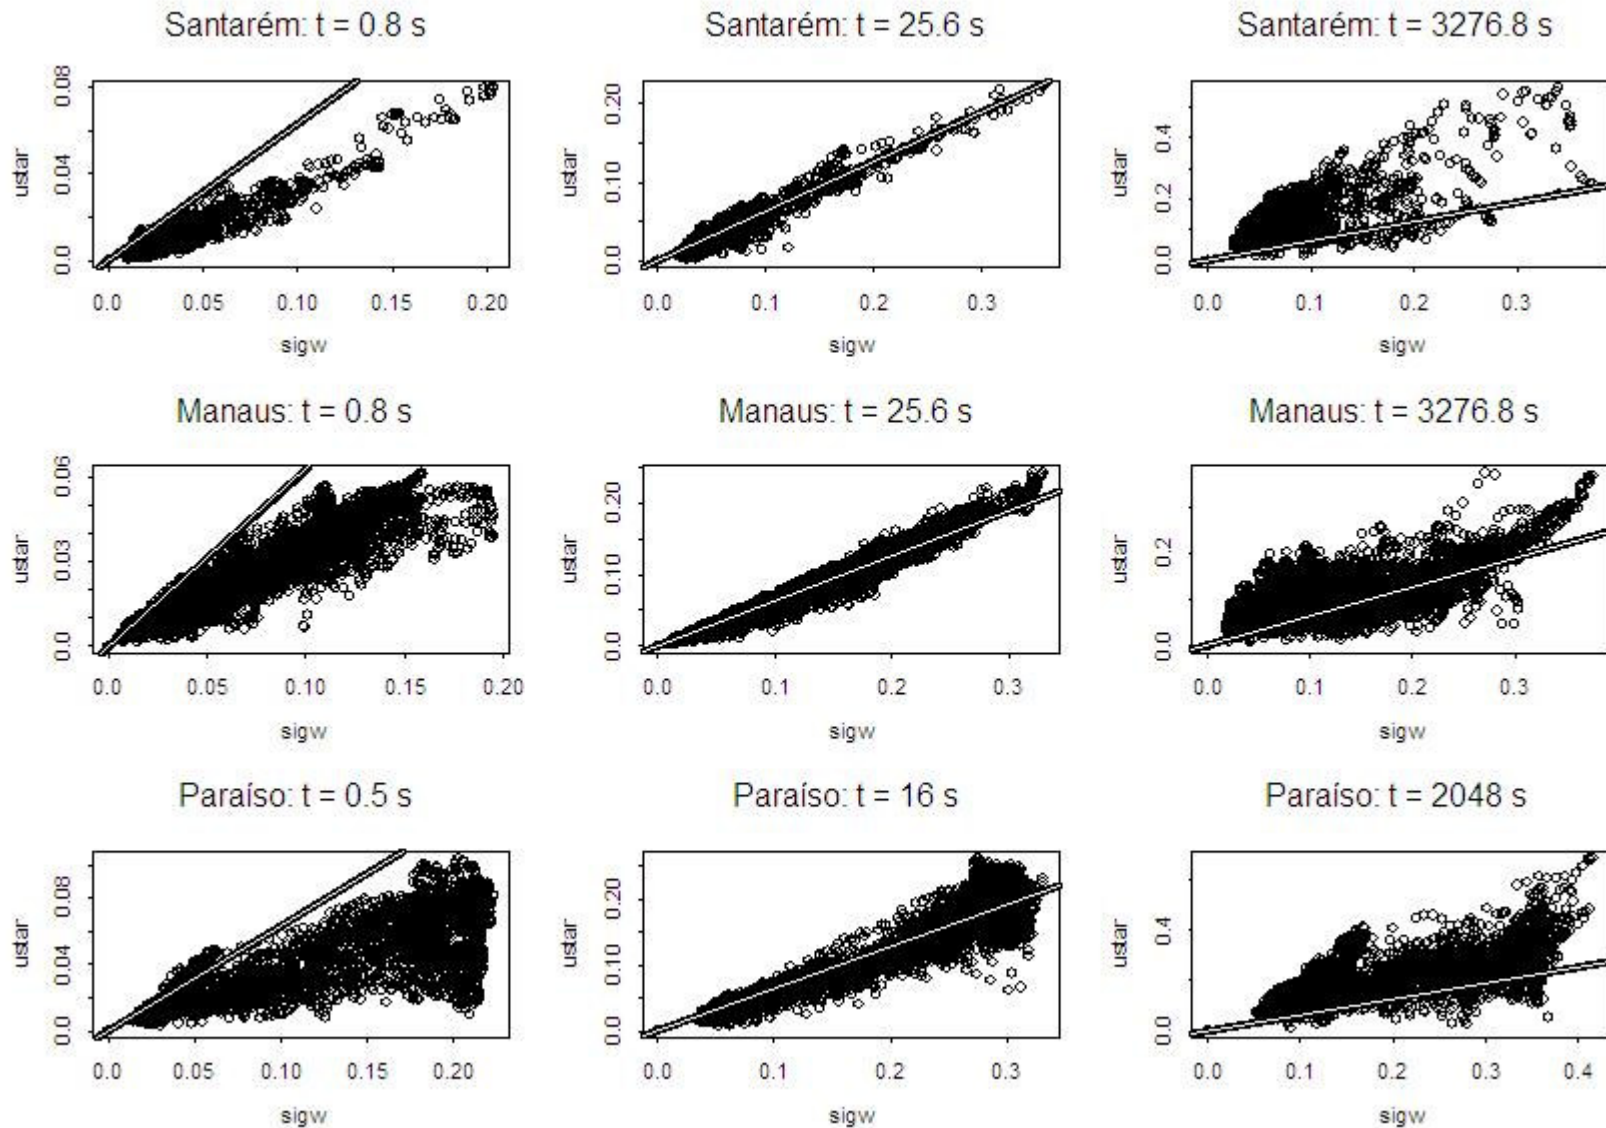 Santarém: t = 0.8 s
Santarém: t = 25.6 s
Santarém: t = 3276.8 s
ustar
0.0 0.04 0.08
0.0 0.05 0.10 0.15 0.20
sigw
ustar
0.0 0.10 0.20
0.0 0.1 0.2 0.3
sigw
ustar
0.0 0.2 0.4
0.0 0.1 0.2 0.3
sigw
Manaus: t = 0.8 s
Manaus: t = 25.6 s
Manaus: t = 3276.8 s
ustar
0.0 0.03 0.06
0.0 0.05 0.10 0.15 0.20
sigw
ustar
0.0 0.10 0.20
0.0 0.1 0.2 0.3
sigw
ustar
0.0 0.2
0.0 0.1 0.2 0.3
sigw
Paraíso: t = 0.5 s
Paraíso: t = 16 s
Paraíso: t = 2048 s
ustar
0.0 0.04 0.08
0.0 0.05 0.10 0.15 0.20
sigw
ustar
0.0 0.10 0.20
0.0 0.1 0.2 0.3
sigw
ustar
0.0 0.4
0.0 0.1 0.2 0.3 0.4
sigw